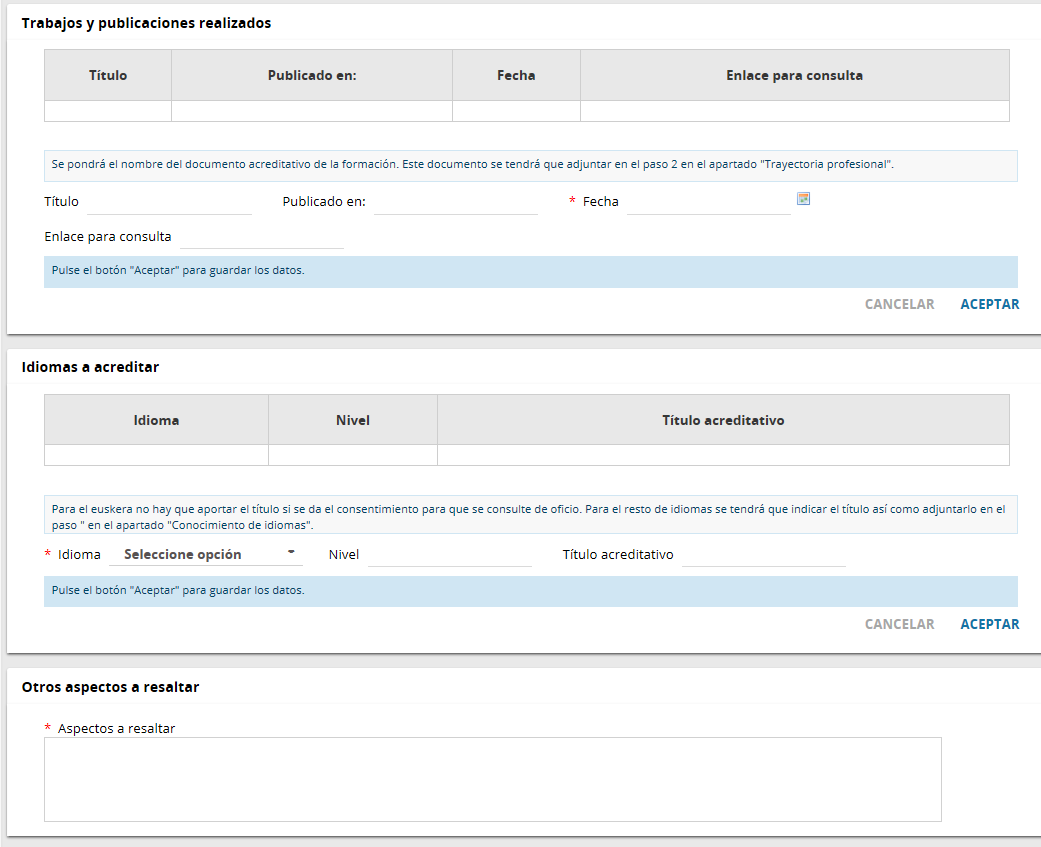 Trabajos y publicaciones realizados
Título Publicado en: Fecha Enlace para consulta
Se pondrá el nombre del documento acreditativo de la formación. Este documento se tendrá que adjuntar en el paso 2 en el apartado "Trayectoria profesional".
Título Publicado en: * Fecha
Enlace para consulta
Pulse el botón "Aceptar" para guardar los datos.
CANCELAR ACEPTAR
Idiomas a acreditar
Idioma Nivel Título acreditativo
Para el euskera no hay que aportar el título si se da el consentimiento para que se consulte de oficio. Para el resto de idiomas se tendrá que indicar el título así como adjuntarlo en el
paso " en el apartado "Conocimiento de idiomas".
* Idioma Seleccione opción Nivel Título acreditativo
Pulse el botón "Aceptar" para guardar los datos.
CANCELAR ACEPTAR
Otros aspectos a resaltar
* Aspectos a resaltar